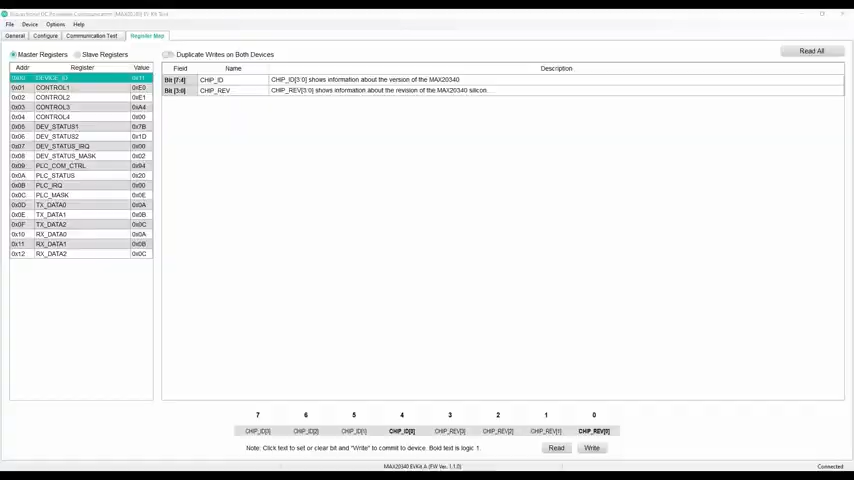 Bidirectional DC Powerline Communication (MAX20340) EV Kit Tool
File Device Options Help
General Configure Communication Test Register Map
Master Registers Slave Registers Duplicate Writes on Both Devices Read All
Addr Register Value
0x00 DEVICE_ID 0x11
0x01 CONTROL1 0xE0
0x02 CONTROL2 0xE1
0x03 CONTROL3 0xA4
0x04 CONTROL4 0x00
0x05 DEV_STATUS1 0x7B
0x06 DEV_STATUS2 0x1D
0x07 DEV_STATUS_IRQ 0x00
0x08 DEV_STATUS_MASK 0x02
0x09 PLC_COM_CTRL 0x94
0x0A PLC_STATUS 0x20
0x0B PLC_IRQ 0x00
0x0C PLC_MASK 0x0E
0x0D TX_DATA0 0x0A
0x0E TX_DATA1 0x0B
0x0F TX_DATA2 0x0C
0x10 RX_DATA0 0x0A
0x11 RX_DATA1 0x0B
0x12 RX_DATA2 0x0C
Field Name Description
Bit [7:4] CHIP_ID CHIP_ID[3:0] shows information about the version of the MAX20340
Bit [3:0] CHIP_REV CHIP_REV[3:0] shows information about the revision of the MAX20340 silicon.
7 6 5 4 3 2 1 0
CHIP_ID[3] CHIP_ID[2] CHIP_ID[1] CHIP_ID[0] CHIP_REV[3] CHIP_REV[2] CHIP_REV[1] CHIP_REV[0]
Note: Click text to set or clear bit and "Write" to commit to device. Bold text is logic 1. Read Write
MAX20340 EVKit A (FW Ver. 1.1.0) Connected